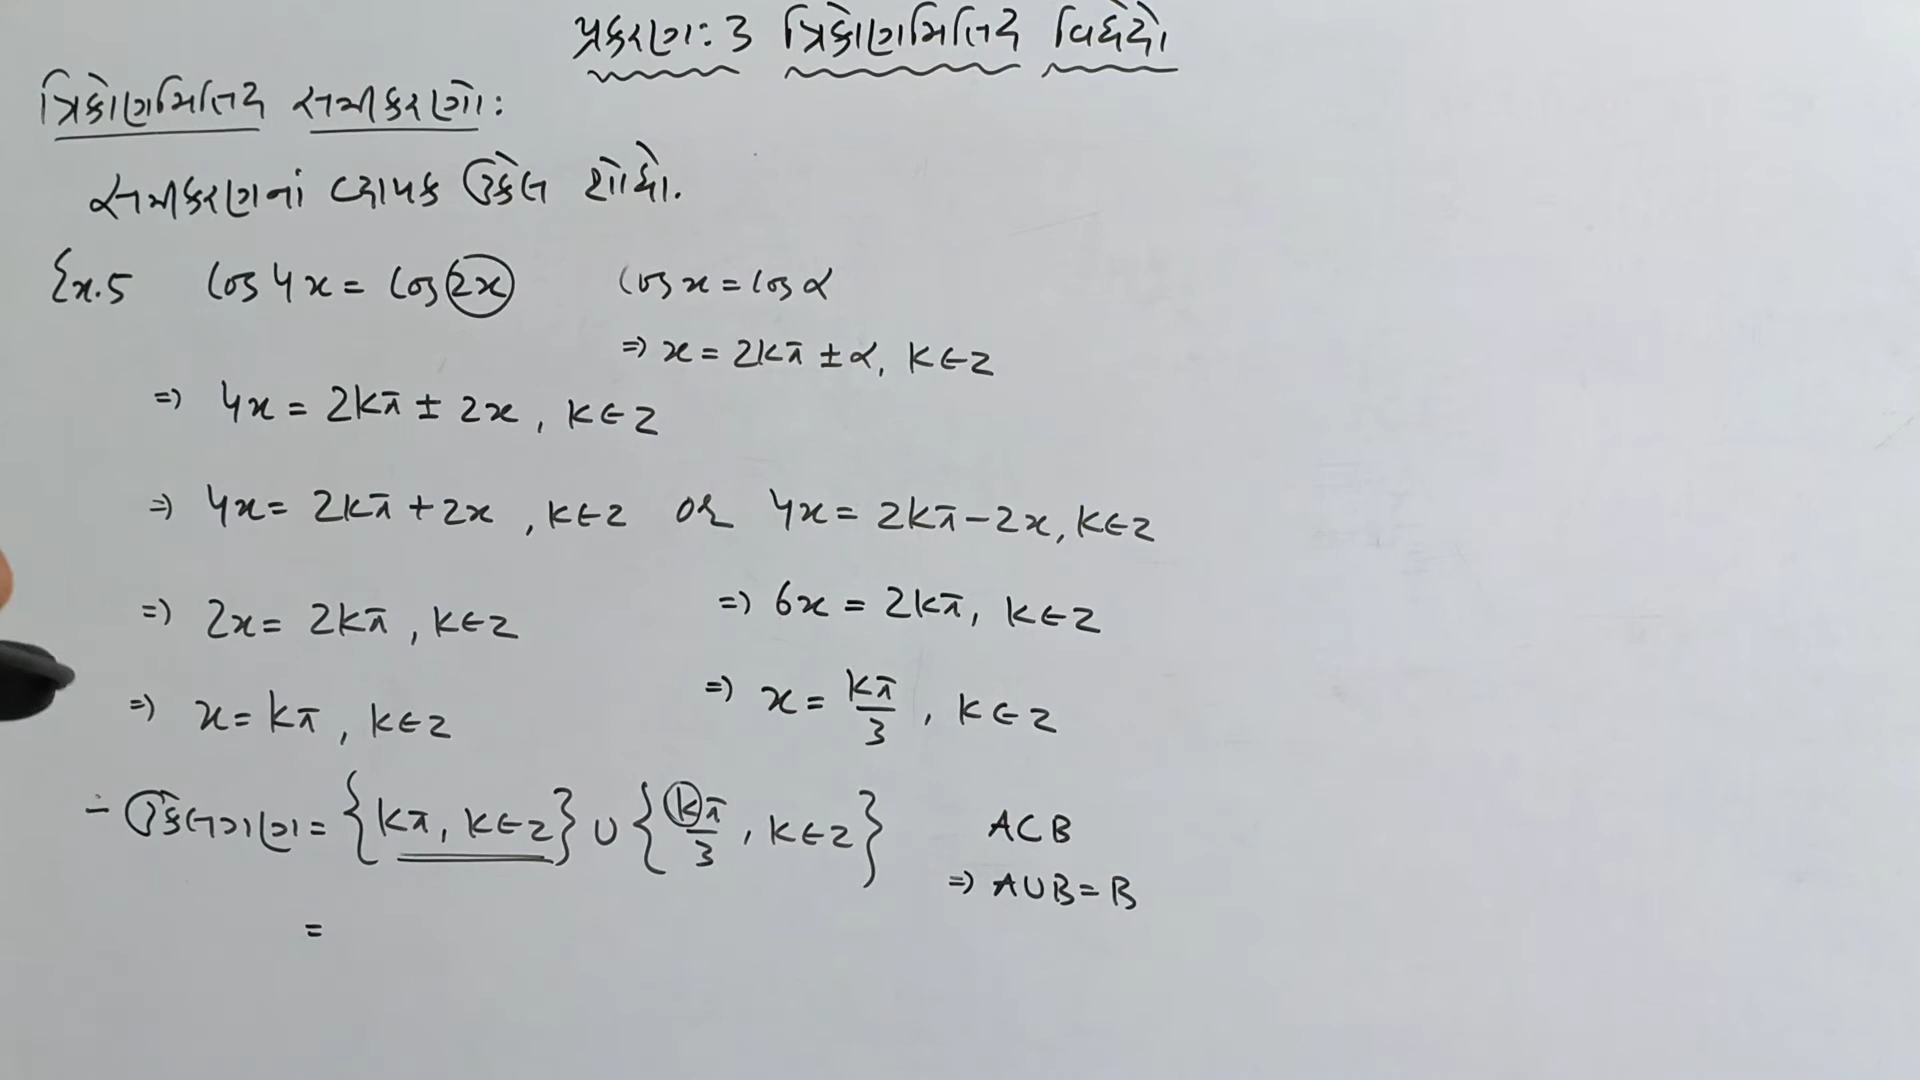 પ્રકરણ: 3 ત્રિકોણમિતિય વિધેયો
ત્રિકોણમિતિય સમીકરણો:
સમીકરણનાં વ્યાપક ઉકેલ શોધો.
Ex.5 cos 4x = cos 2x cos x = cos α
⇒ x = 2kπ ± α, k ∈ Z
⇒ 4x = 2kπ ± 2x, k ∈ Z
⇒ 4x = 2kπ + 2x, k ∈ Z or 4x = 2kπ - 2x, k ∈ Z
⇒ 2x = 2kπ, k ∈ Z ⇒ 6x = 2kπ, k ∈ Z
⇒ x = kπ, k ∈ Z ⇒ x = kπ/3, k ∈ Z
∴ ઉકેલગણ = {kπ, k ∈ Z} ∪ {kπ/3, k ∈ Z} A ⊂ B
⇒ A ∪ B = B
=